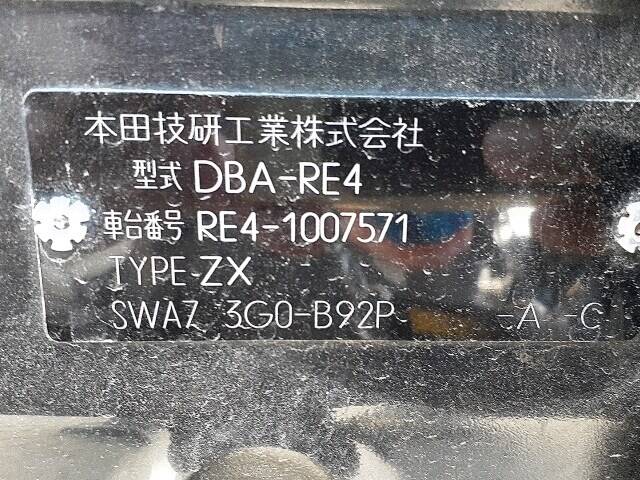 本田技研工業株式会社
型式 DBA-RE4
車台番号 RE4-1007571
TYPE ZX
SWA7 3G0-B92P -A -C